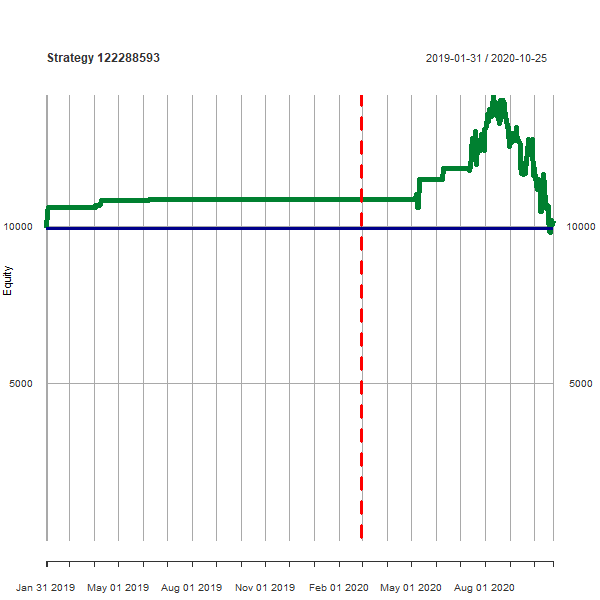 Strategy 122288593
2019-01-31 / 2020-10-25
10000
10000
Equity
5000
5000
Jan 31 2019
May 01 2019
Aug 01 2019
Nov 01 2019
Feb 01 2020
May 01 2020
Aug 01 2020